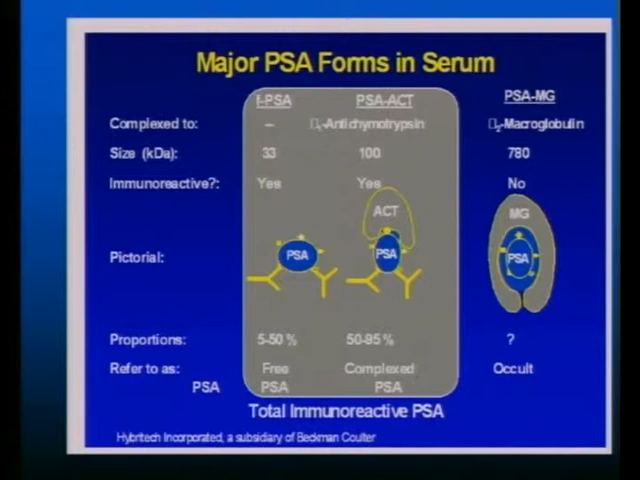 Major PSA Forms in Serum
f-PSA PSA-ACT PSA-MG
Complexed to: – 1-Antichymotrypsin 2-Macroglobulin
Size (kDa): 33 100 780
Immunoreactive?: Yes Yes No
ACT MG
Pictorial: PSA PSA PSA
Proportions: 5-50 % 50-95 % ?
Refer to as: Free Complexed Occult
PSA PSA PSA
Total Immunoreactive PSA
Hybritech Incorporated, a subsidiary of Beckman Coulter